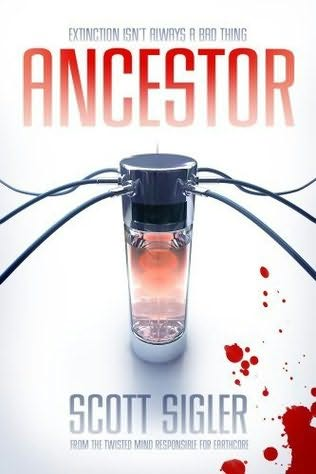 EXTINCTION ISN'T ALWAYS A BAD THING
ANCESTOR
SCOTT SIGLER
FROM THE TWISTED MIND RESPONSIBLE FOR EARTHCORE